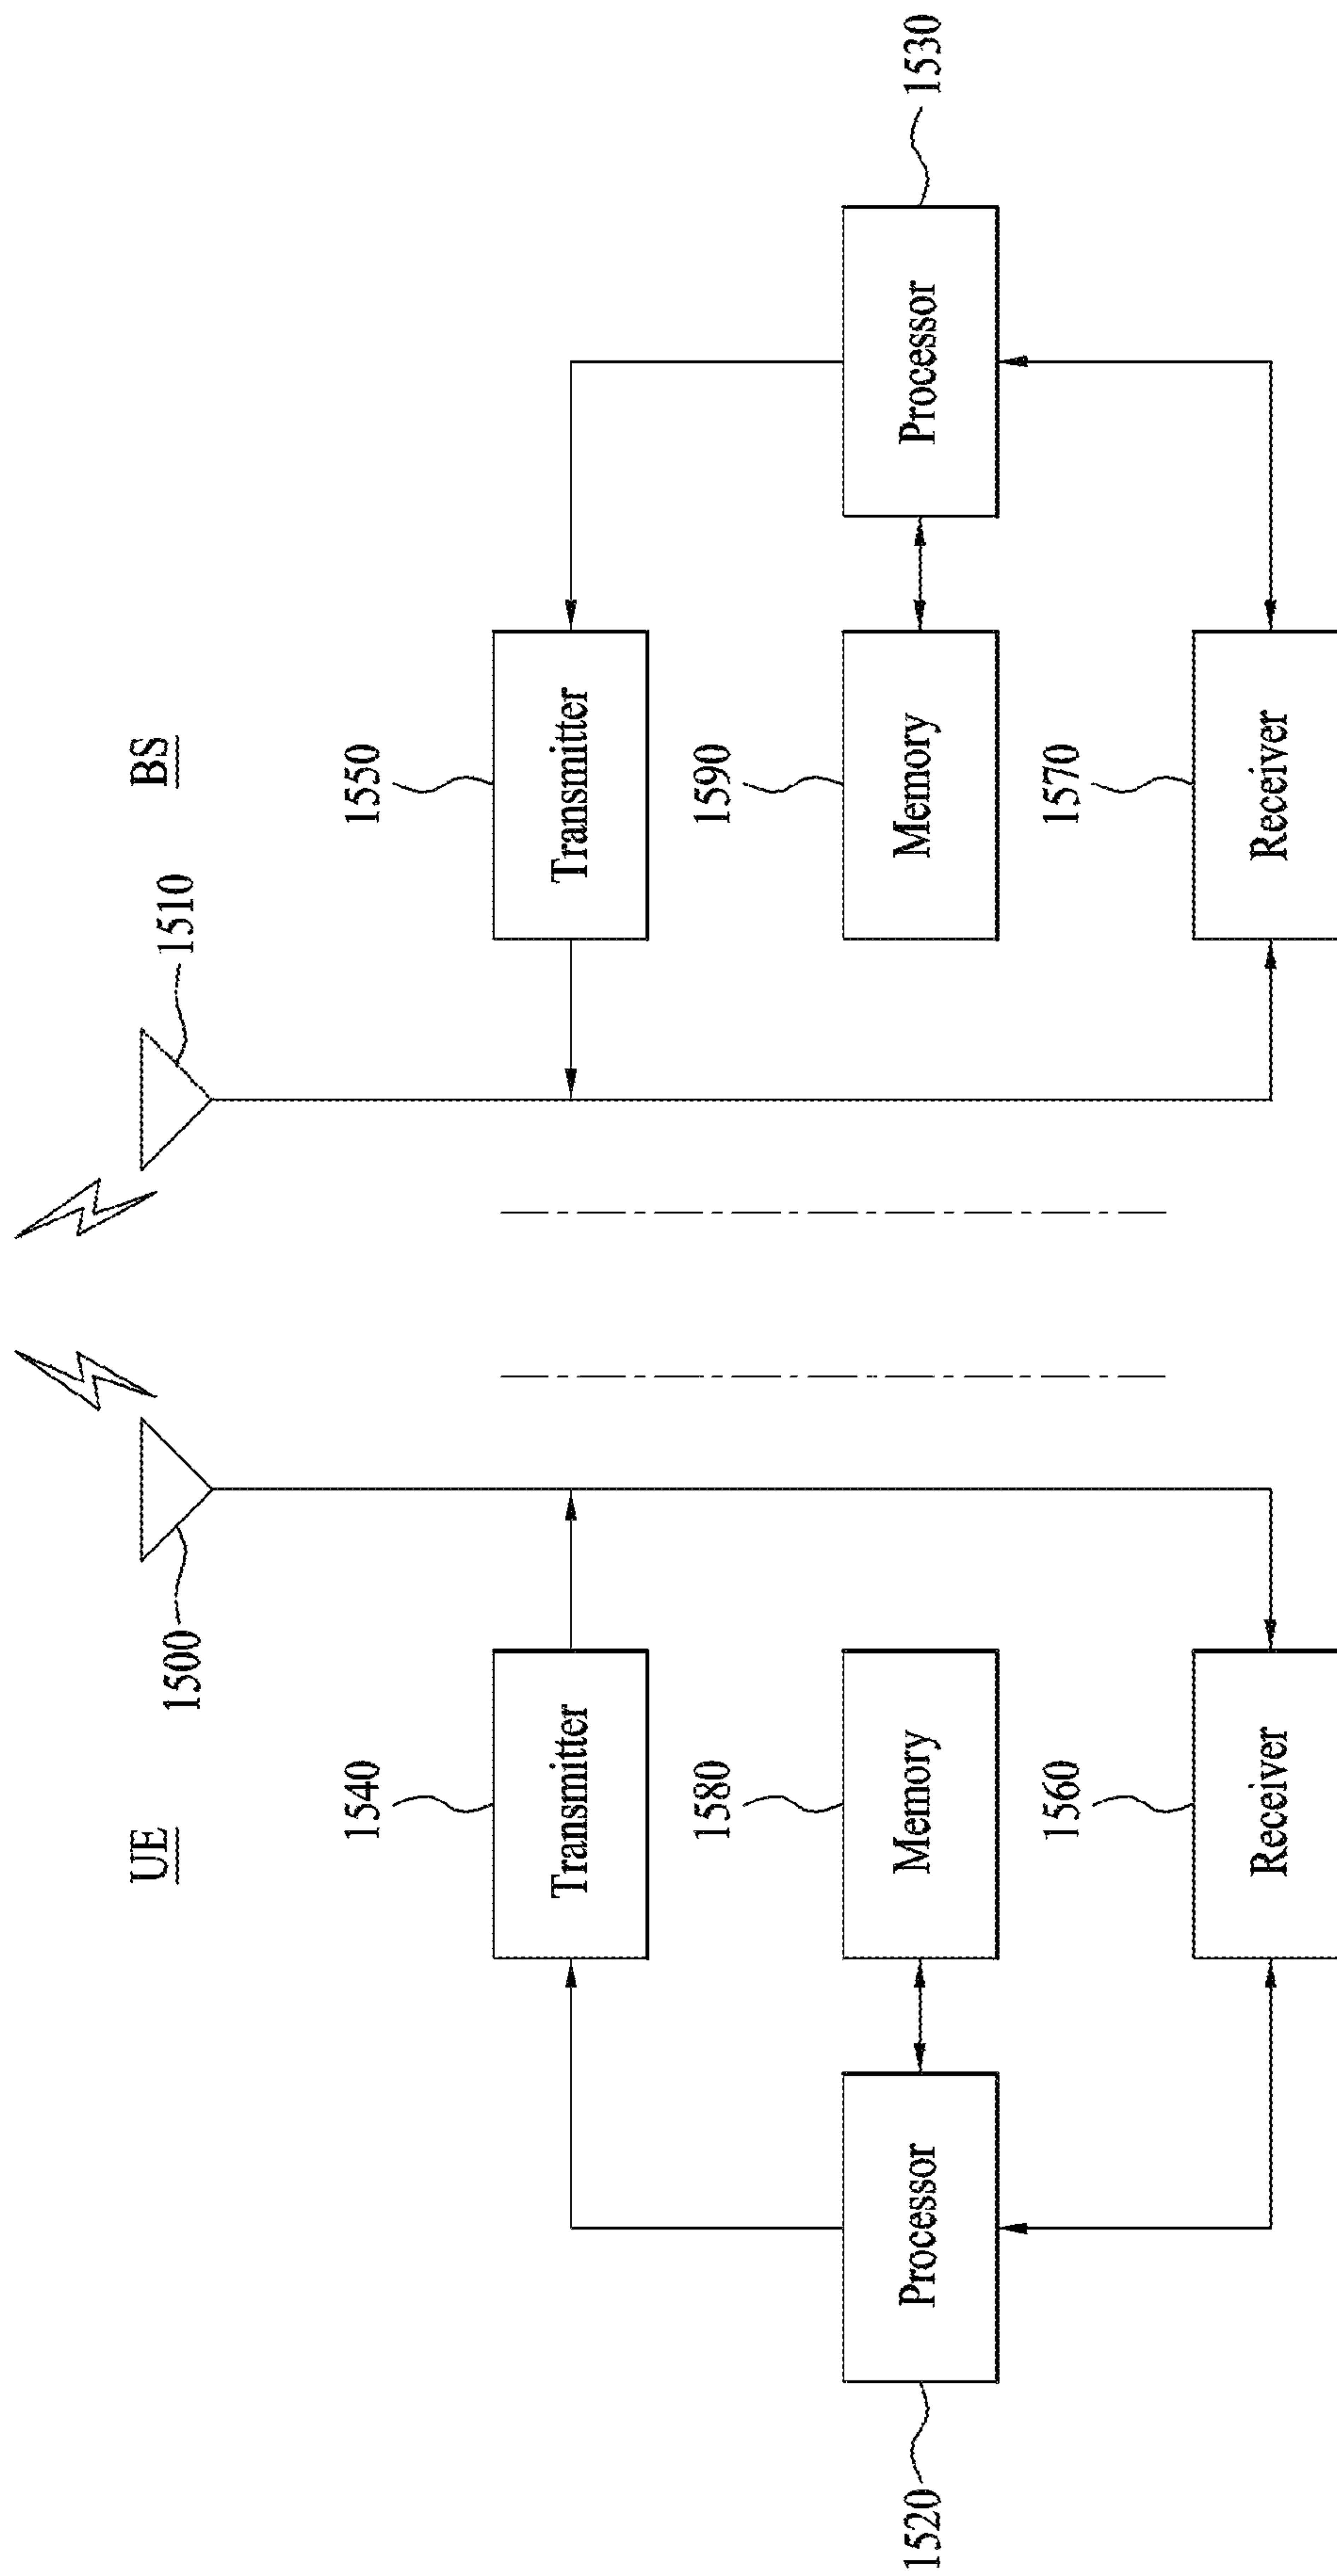 UE
BS
1500
1510
1540
Transmitter
1550
Transmitter
1520
Processor
1580
Memory
1590
Memory
Processor
1530
1560
Receiver
1570
Receiver